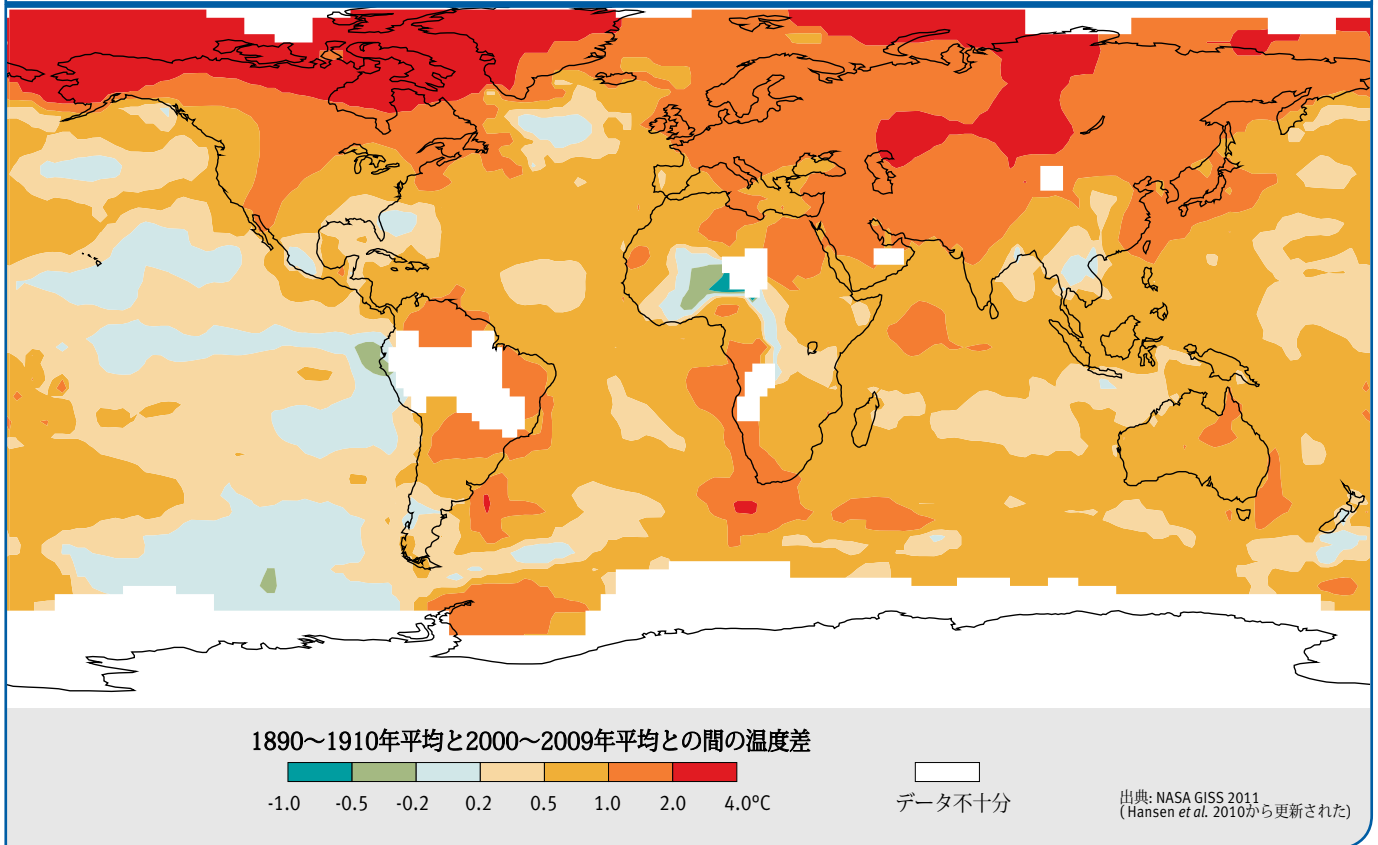 1890～1910年平均と2000～2009年平均との間の温度差
-1.0 -0.5 -0.2 0.2 0.5 1.0 2.0 4.0ºC
データ不十分
出典: NASA GISS 2011
( Hansen et al. 2010から更新された)